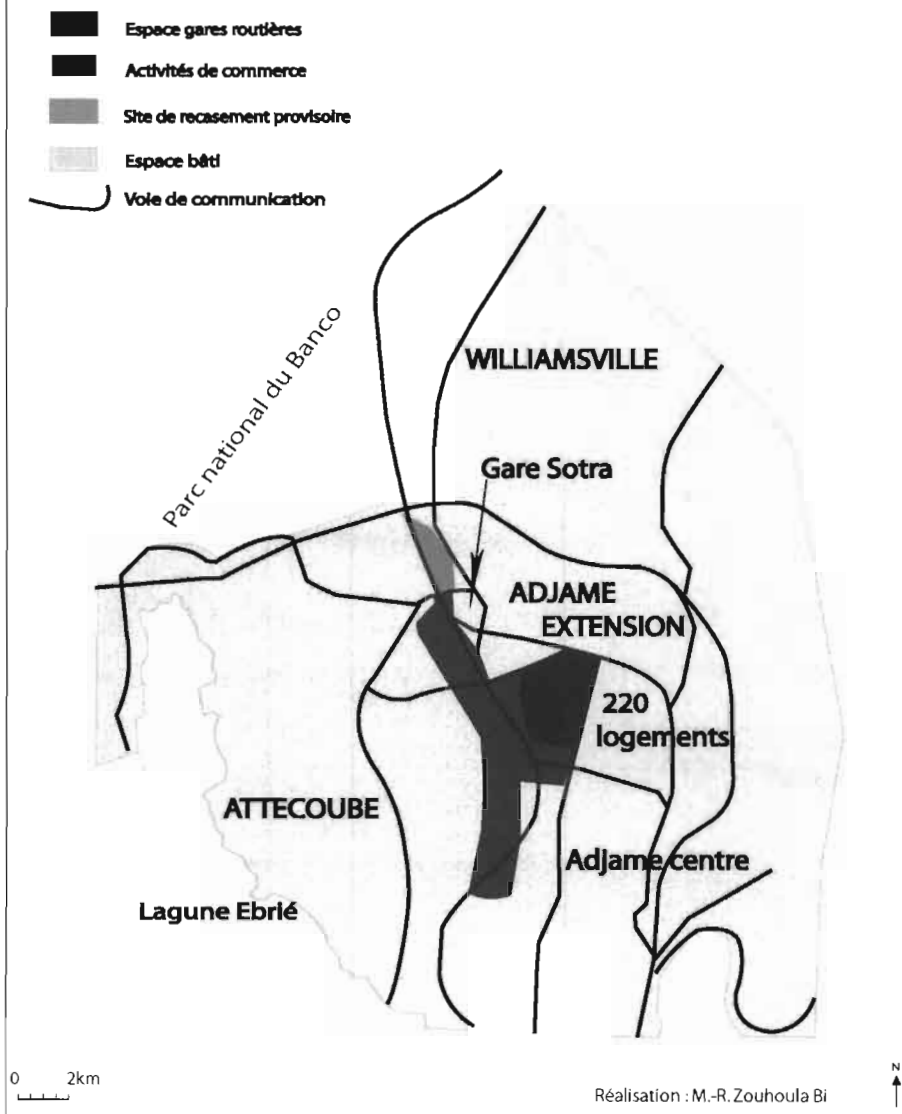 Espace gares routières
Activités de commerce
Site de recasement provisoire
Espace bâti
Voie de communication
Parc national du Banco
WILLIAMSVILLE
Gare Sotra
ADJAME
EXTENSION
220
logements
ATTECOUBE
Adjame centre
Lagune Ebrié
0 2km
Réalisation : M.-R. Zouhoula Bi
N